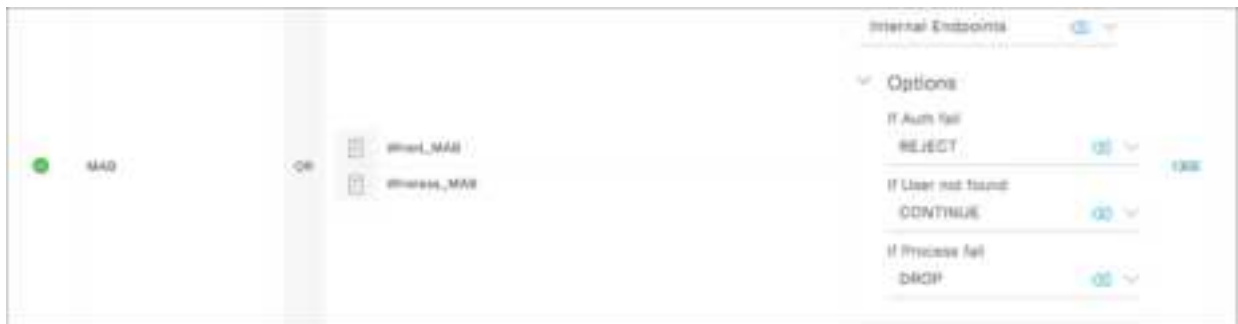 Internal Endpoints
Options
If Auth fail
REJECT
MAB
OR
Wired_MAB
Wireless_MAB
If User not found
CONTINUE
If Process fail
DROP